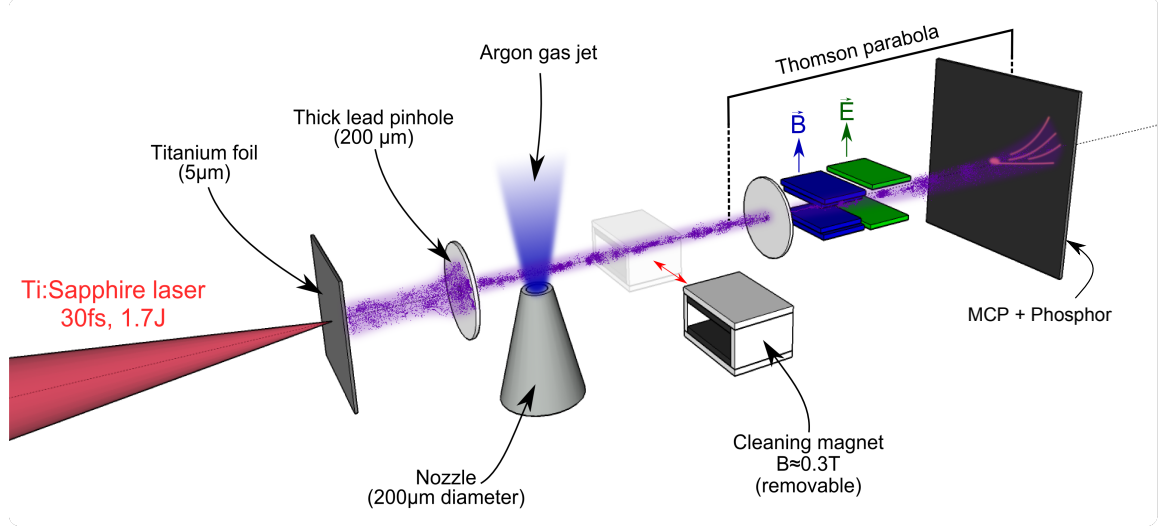 Argon gas jet
Thomson parabola
Thick lead pinhole
(200 µm)
B
E
Titanium foil
(5µm)
Ti:Sapphire laser
30fs, 1.7J
MCP + Phosphor
Cleaning magnet
B≈0.3T
(removable)
Nozzle
(200µm diameter)